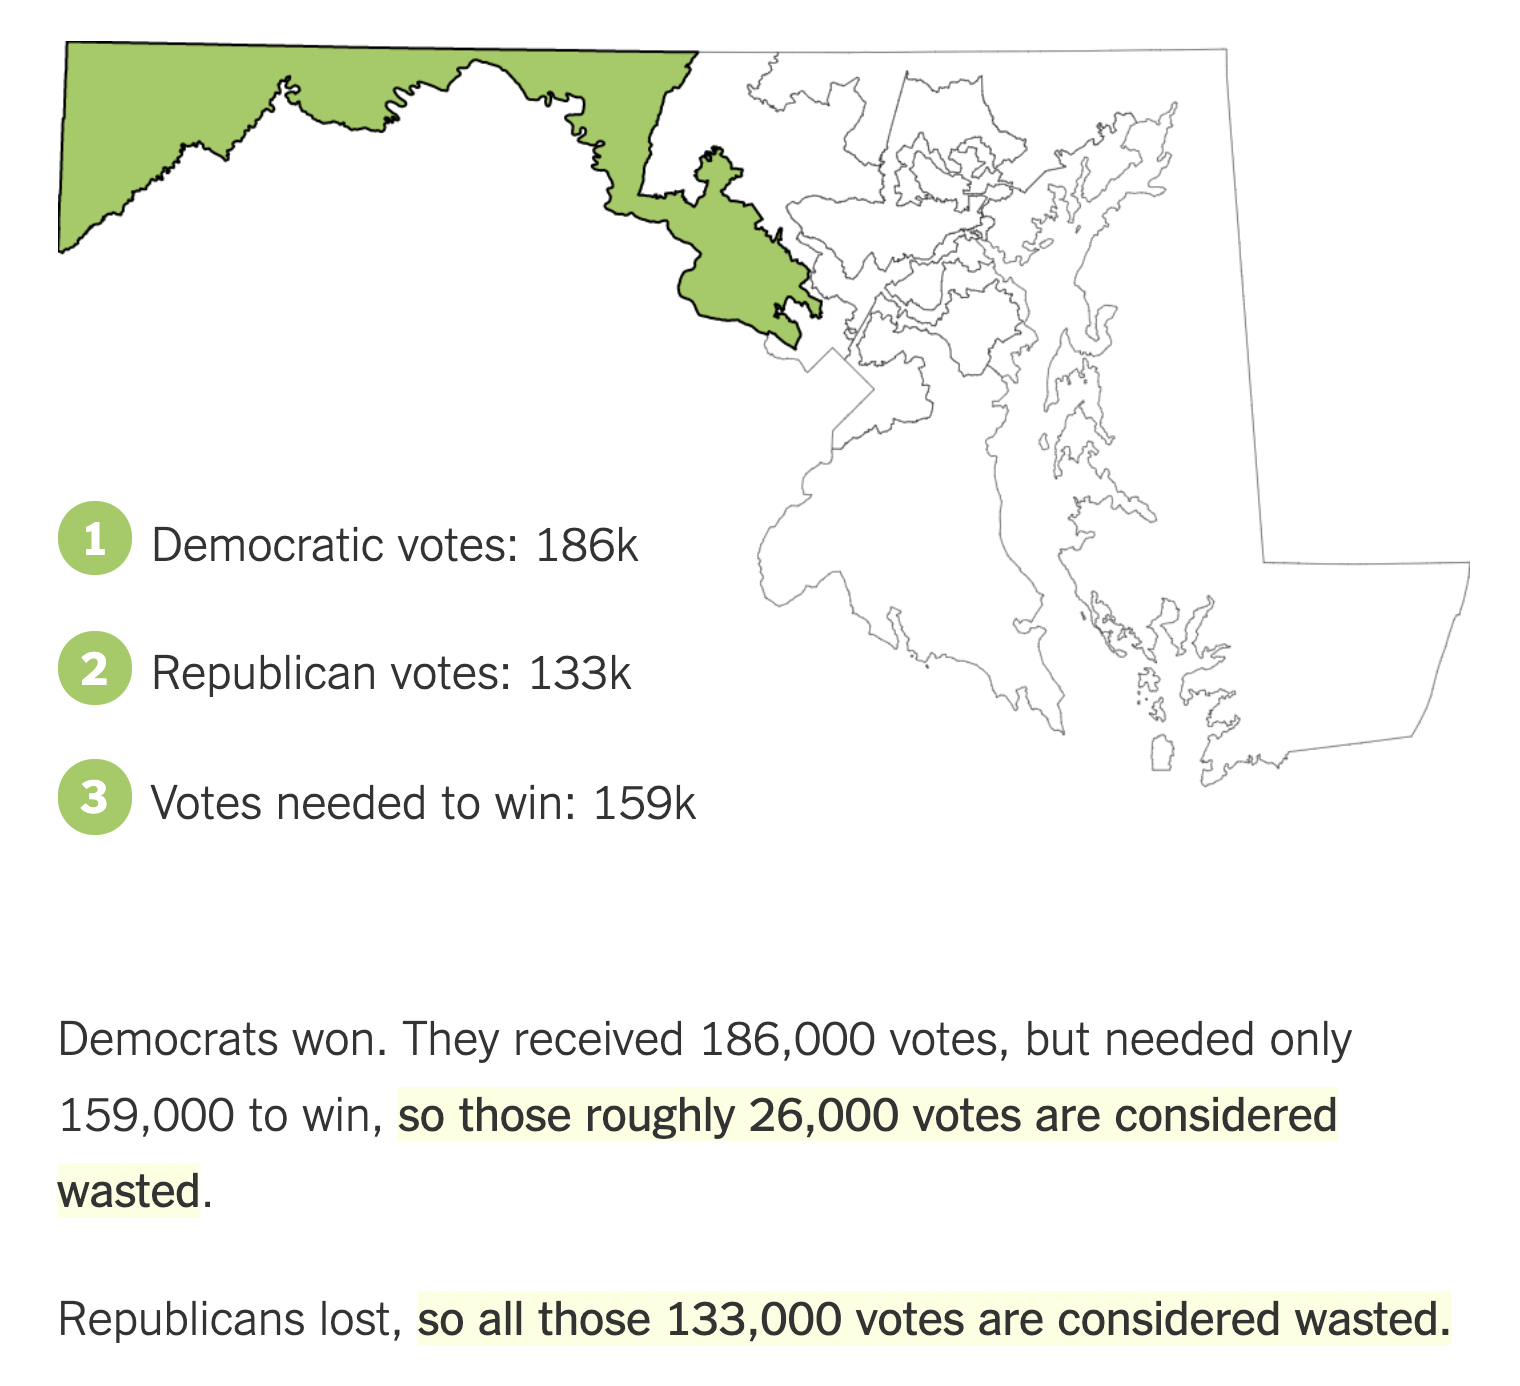 1 Democratic votes: 186k
2 Republican votes: 133k
3 Votes needed to win: 159k
Democrats won. They received 186,000 votes, but needed only
159,000 to win, so those roughly 26,000 votes are considered
wasted.
Republicans lost, so all those 133,000 votes are considered wasted.